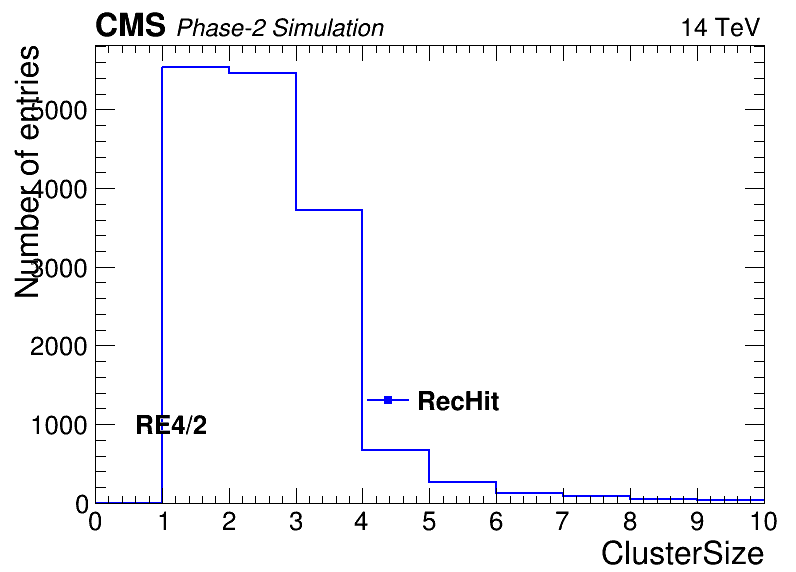 CMS Phase-2 Simulation 14 TeV
Number of entries
5000
4000
3000
2000
1000
0
RecHit
RE4/2
0 1 2 3 4 5 6 7 8 9 10
ClusterSize